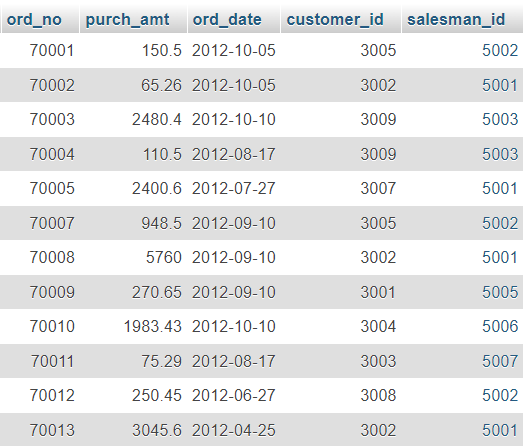 ord_no purch_amt ord_date customer_id salesman_id
70001 150.5 2012-10-05 3005 5002
70002 65.26 2012-10-05 3002 5001
70003 2480.4 2012-10-10 3009 5003
70004 110.5 2012-08-17 3009 5003
70005 2400.6 2012-07-27 3007 5001
70007 948.5 2012-09-10 3005 5002
70008 5760 2012-09-10 3002 5001
70009 270.65 2012-09-10 3001 5005
70010 1983.43 2012-10-10 3004 5006
70011 75.29 2012-08-17 3003 5007
70012 250.45 2012-06-27 3008 5002
70013 3045.6 2012-04-25 3002 5001